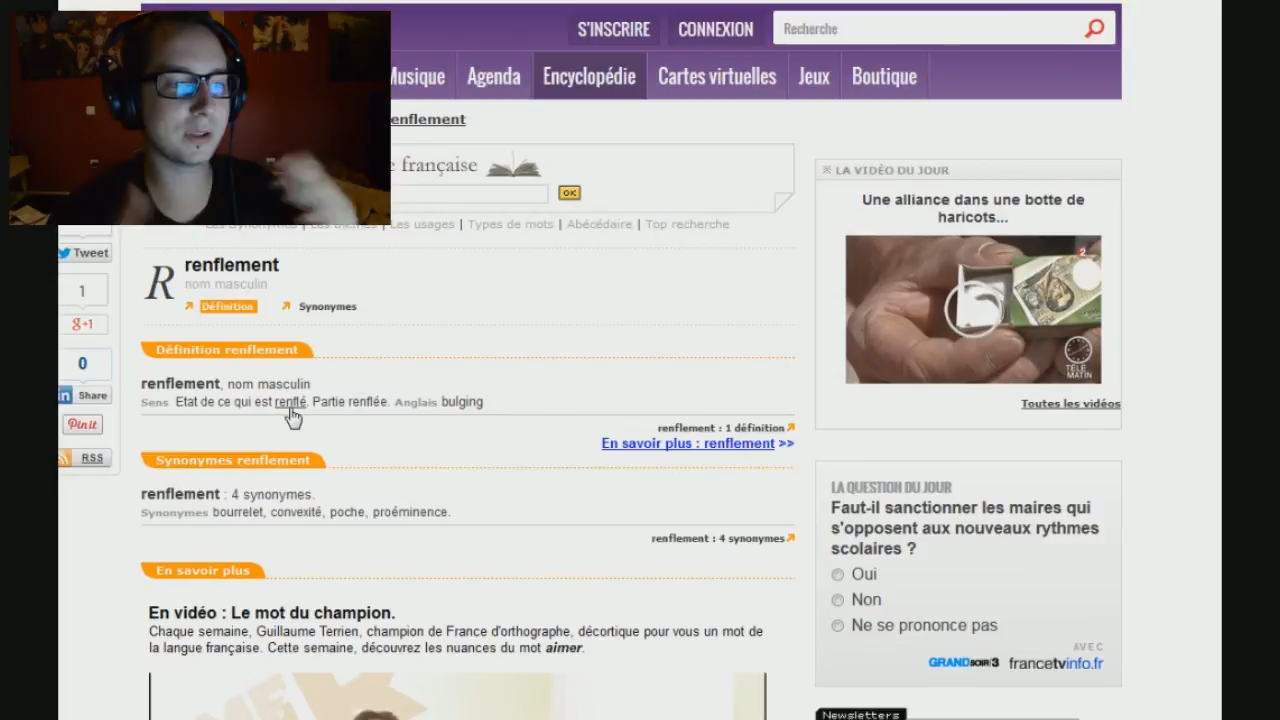 S'INSCRIRE CONNEXION Recherche
Musique Agenda Encyclopédie Cartes virtuelles Jeux Boutique
enflement
e française
OK
Les usages | Types de mots | Abécédaire | Top recherche
※ LA VIDÉO DU JOUR
Une alliance dans une botte de
haricots...
2
TÉLÉ
MATIN
Toutes les vidéos
Tweet
1
g+1
0
in Share
Pin it
RSS
R
renflement
nom masculin
Définition Synonymes
Définition renflement
renflement, nom masculin
Sens Etat de ce qui est renflé. Partie renflée. Anglais bulging
renflement : 1 définition
En savoir plus : renflement >>
Synonymes renflement
renflement : 4 synonymes.
Synonymes bourrelet, convexité, poche, proéminence.
renflement : 4 synonymes
En savoir plus
En vidéo : Le mot du champion.
Chaque semaine, Guillaume Terrien, champion de France d'orthographe, décortique pour vous un mot de
la langue française. Cette semaine, découvrez les nuances du mot aimer.
LA QUESTION DU JOUR
Faut-il sanctionner les maires qui
s'opposent aux nouveaux rythmes
scolaires ?
Oui
Non
Ne se prononce pas
AVEC
GRAND SOIR/3 francetvinfo.fr
Newsletters